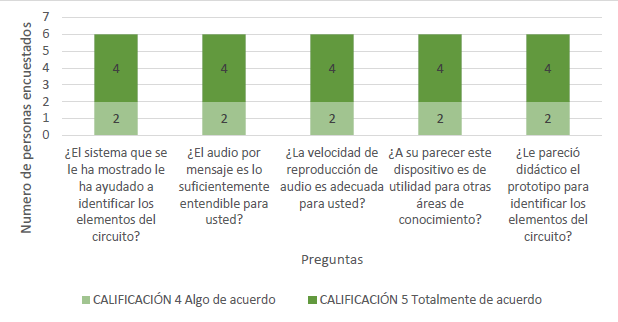 Numero de personas encuestados
7
6
5
4
3
2
1
0
4
4
4
4
4
2
2
2
2
2
¿El sistema que se
le ha mostrado le
ha ayudado a
identificar los
elementos del
circuito?
¿El audio por
mensaje es lo
suficientemente
entendible para
usted?
¿La velocidad de
reproducción de
audio es adecuada
para usted?
¿A su parecer este
dispositivo es de
utilidad para otras
áreas de
conocimiento?
¿Le pareció
didáctico el
prototipo para
identificar los
elementos del
circuito?
Preguntas
CALIFICACIÓN 4 Algo de acuerdo
CALIFICACIÓN 5 Totalmente de acuerdo